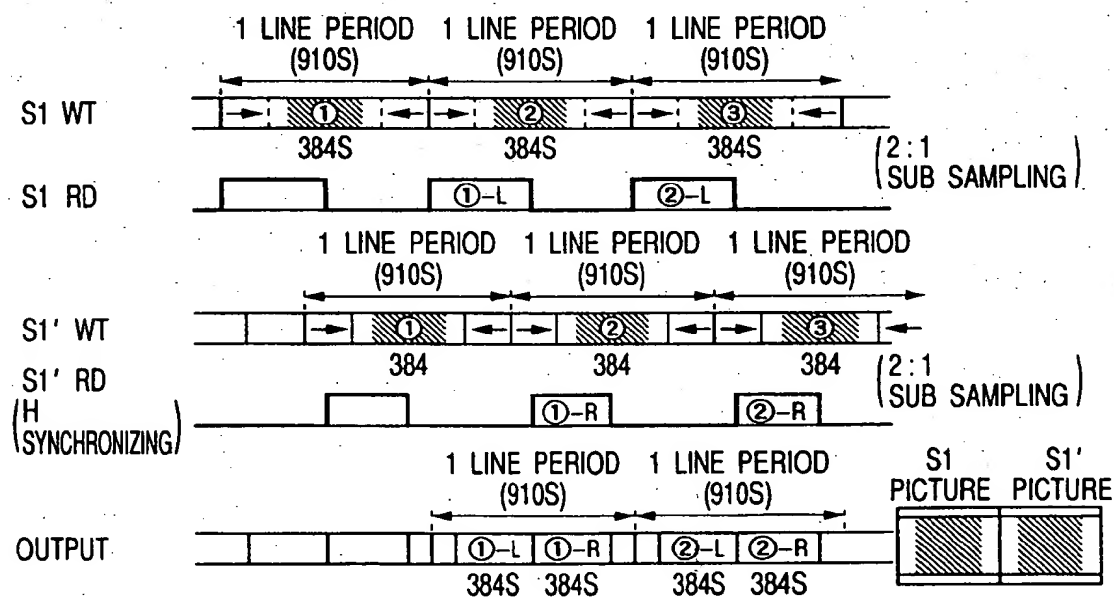 1 LINE PERIOD 1 LINE PERIOD 1 LINE PERIOD
(910S) (910S) (910S)
S1 WT ① ② ③
384S 384S 384S
(2:1
SUB SAMPLING)
S1 RD ①-L ②-L
1 LINE PERIOD 1 LINE PERIOD 1 LINE PERIOD
(910S) (910S) (910S)
S1' WT ① ② ③
384 384 384
(2:1
SUB SAMPLING)
S1' RD
(H
SYNCHRONIZING)
①-R ②-R
1 LINE PERIOD 1 LINE PERIOD
(910S) (910S)
S1 S1'
PICTURE PICTURE
OUTPUT ①-L ①-R ②-L ②-R
384S 384S 384S 384S